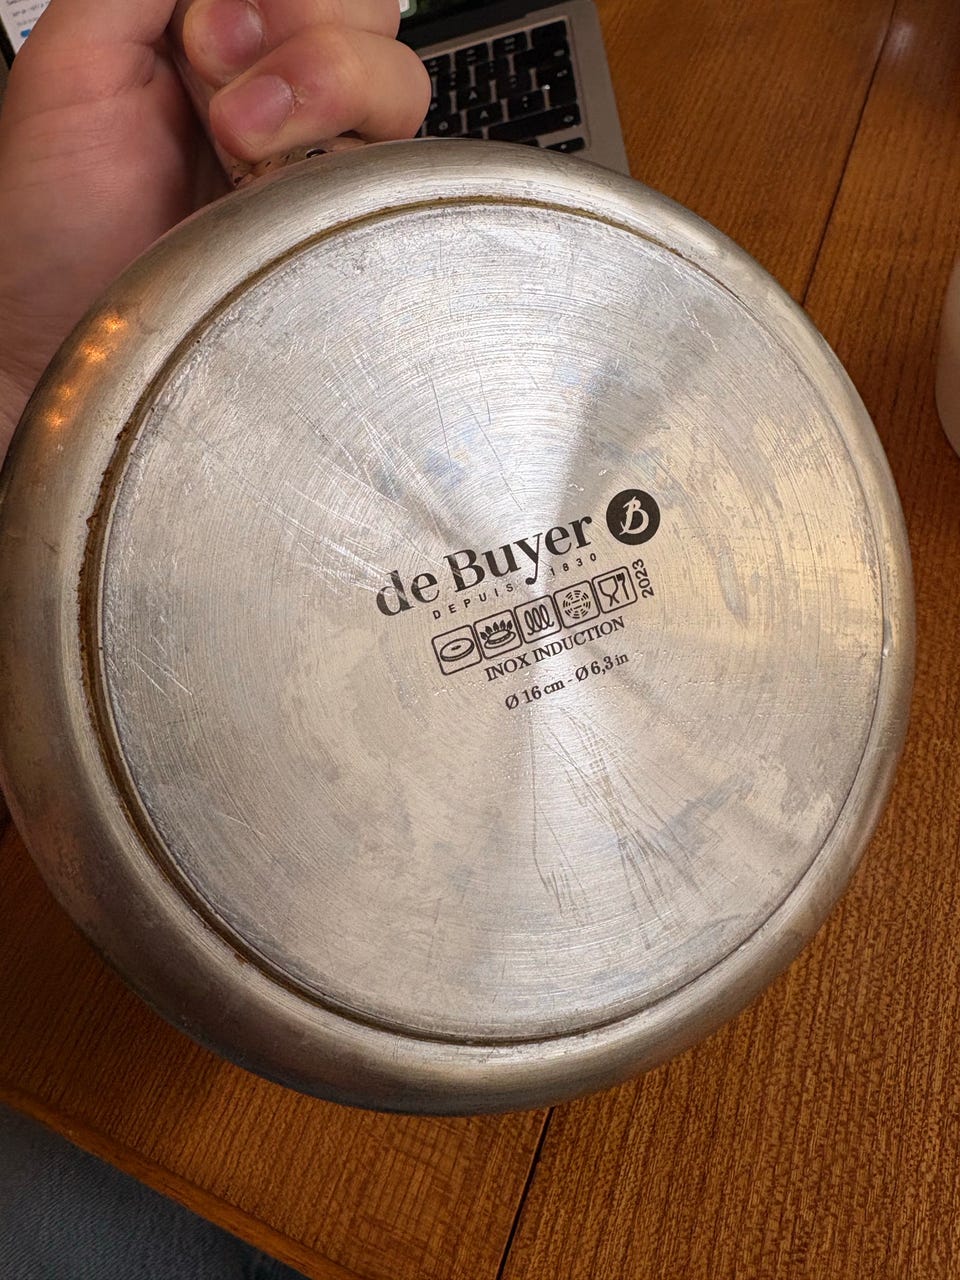 de Buyer B
DEPUIS 1830
2023
INOX INDUCTION
Ø 16 cm - Ø 6,3 in